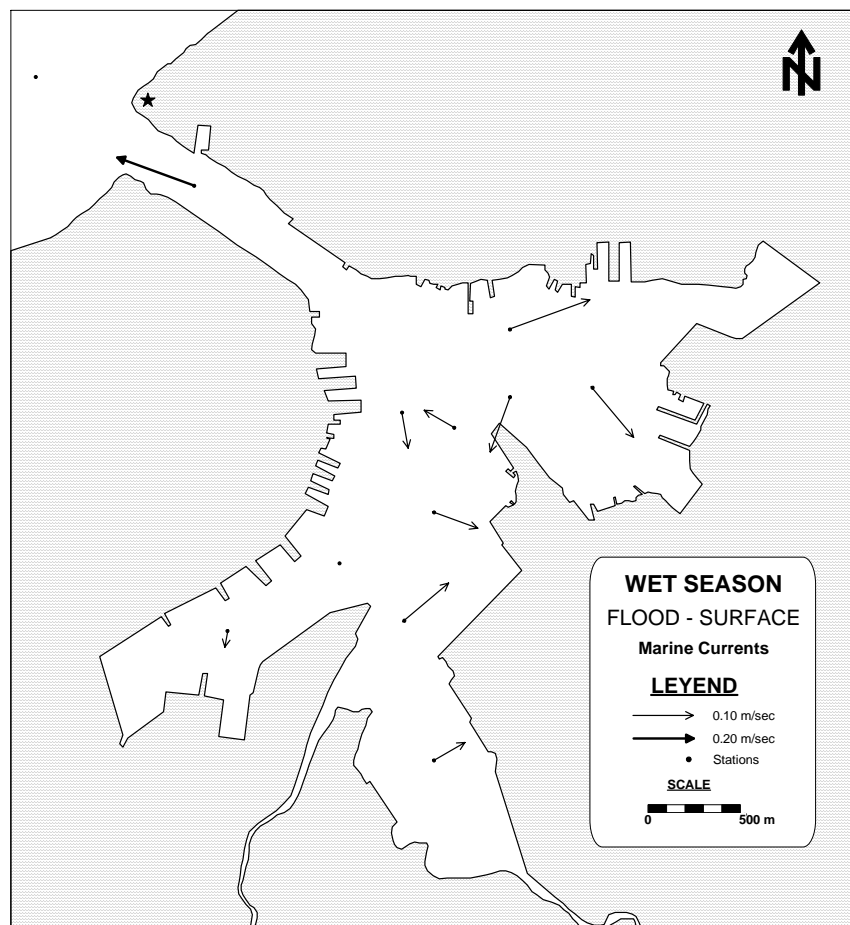 N
WET SEASON
FLOOD - SURFACE
Marine Currents
LEYEND
0.10 m/sec
0.20 m/sec
Stations
SCALE
0 500 m